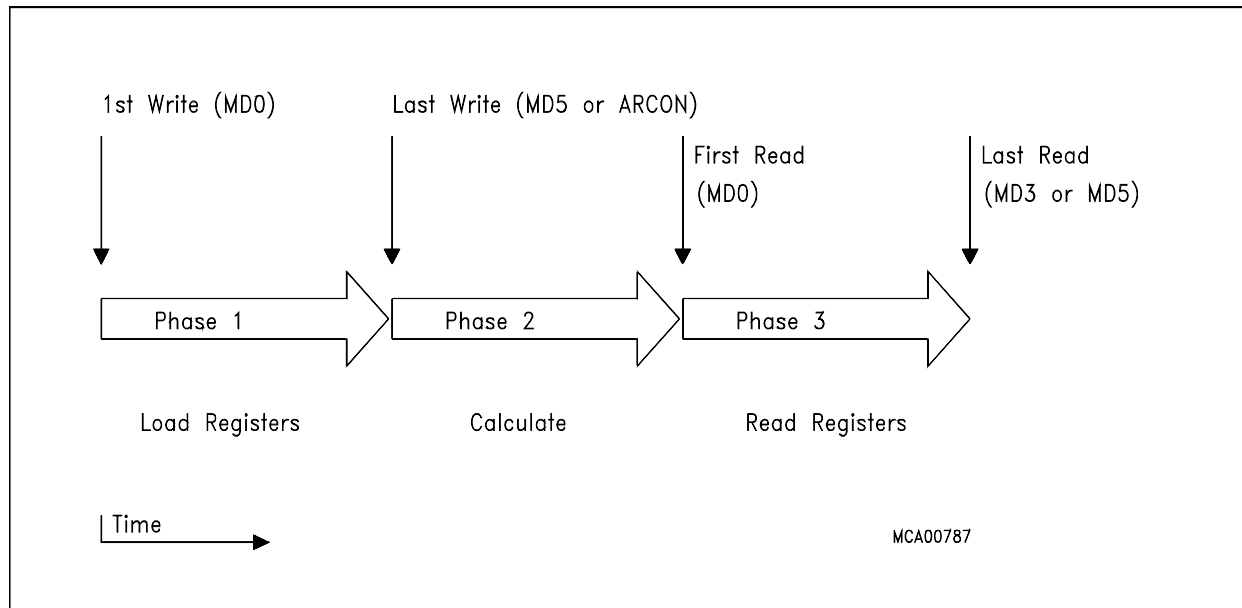 1st Write (MD0)
Last Write (MD5 or ARCON)
First Read
(MD0)
Last Read
(MD3 or MD5)
Phase 1
Phase 2
Phase 3
Load Registers
Calculate
Read Registers
Time
MCA00787